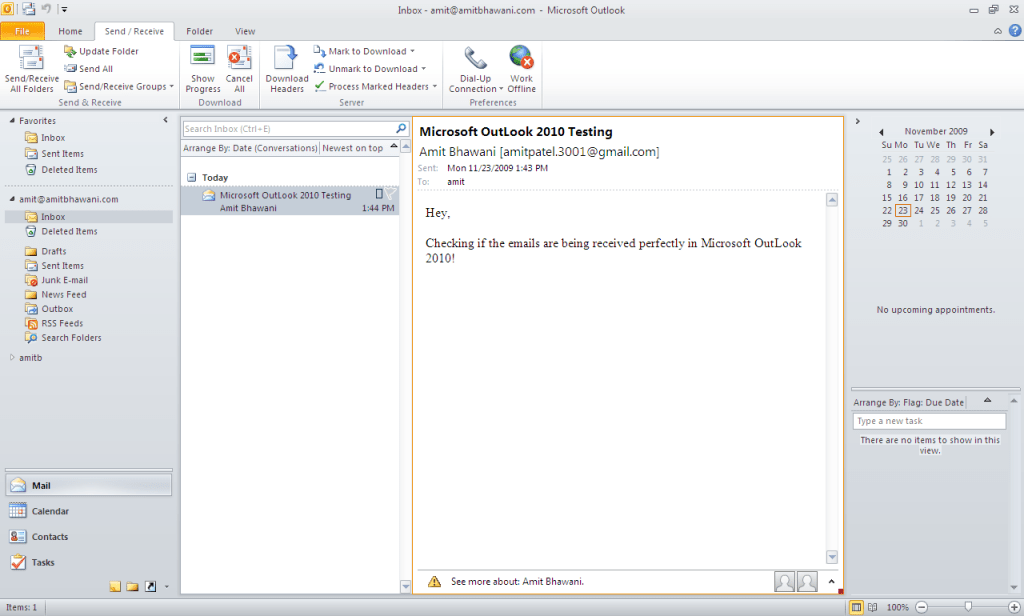 Inbox - amit@amitbhawani.com - Microsoft Outlook
File Home Send / Receive Folder View
Send/Receive All Folders
Update Folder
Send All
Send/Receive Groups
Send & Receive
Show Progress
Cancel All
Download
Download Headers
Mark to Download
Unmark to Download
Process Marked Headers
Server
Dial-Up Connection
Work Offline
Preferences
Favorites
Inbox
Sent Items
Deleted Items
amit@amitbhawani.com
Inbox
Deleted Items
Drafts
Sent Items
Junk E-mail
News Feed
Outbox
RSS Feeds
Search Folders
amitb
Mail
Calendar
Contacts
Tasks
Search Inbox (Ctrl+E)
Arrange By: Date (Conversations) Newest on top
Today
Microsoft OutLook 2010 Testing
Amit Bhawani 1:44 PM
Microsoft OutLook 2010 Testing
Amit Bhawani [amitpatel.3001@gmail.com]
Sent: Mon 11/23/2009 1:43 PM
To: amit
Hey,
Checking if the emails are being received perfectly in Microsoft OutLook
2010!
See more about: Amit Bhawani.
November 2009
Su Mo Tu We Th Fr Sa
25 26 27 28 29 30 31
1 2 3 4 5 6 7
8 9 10 11 12 13 14
15 16 17 18 19 20 21
22 23 24 25 26 27 28
29 30 1 2 3 4 5
No upcoming appointments.
Arrange By: Flag: Due Date
Type a new task
There are no items to show in this
view.
Items: 1
100%